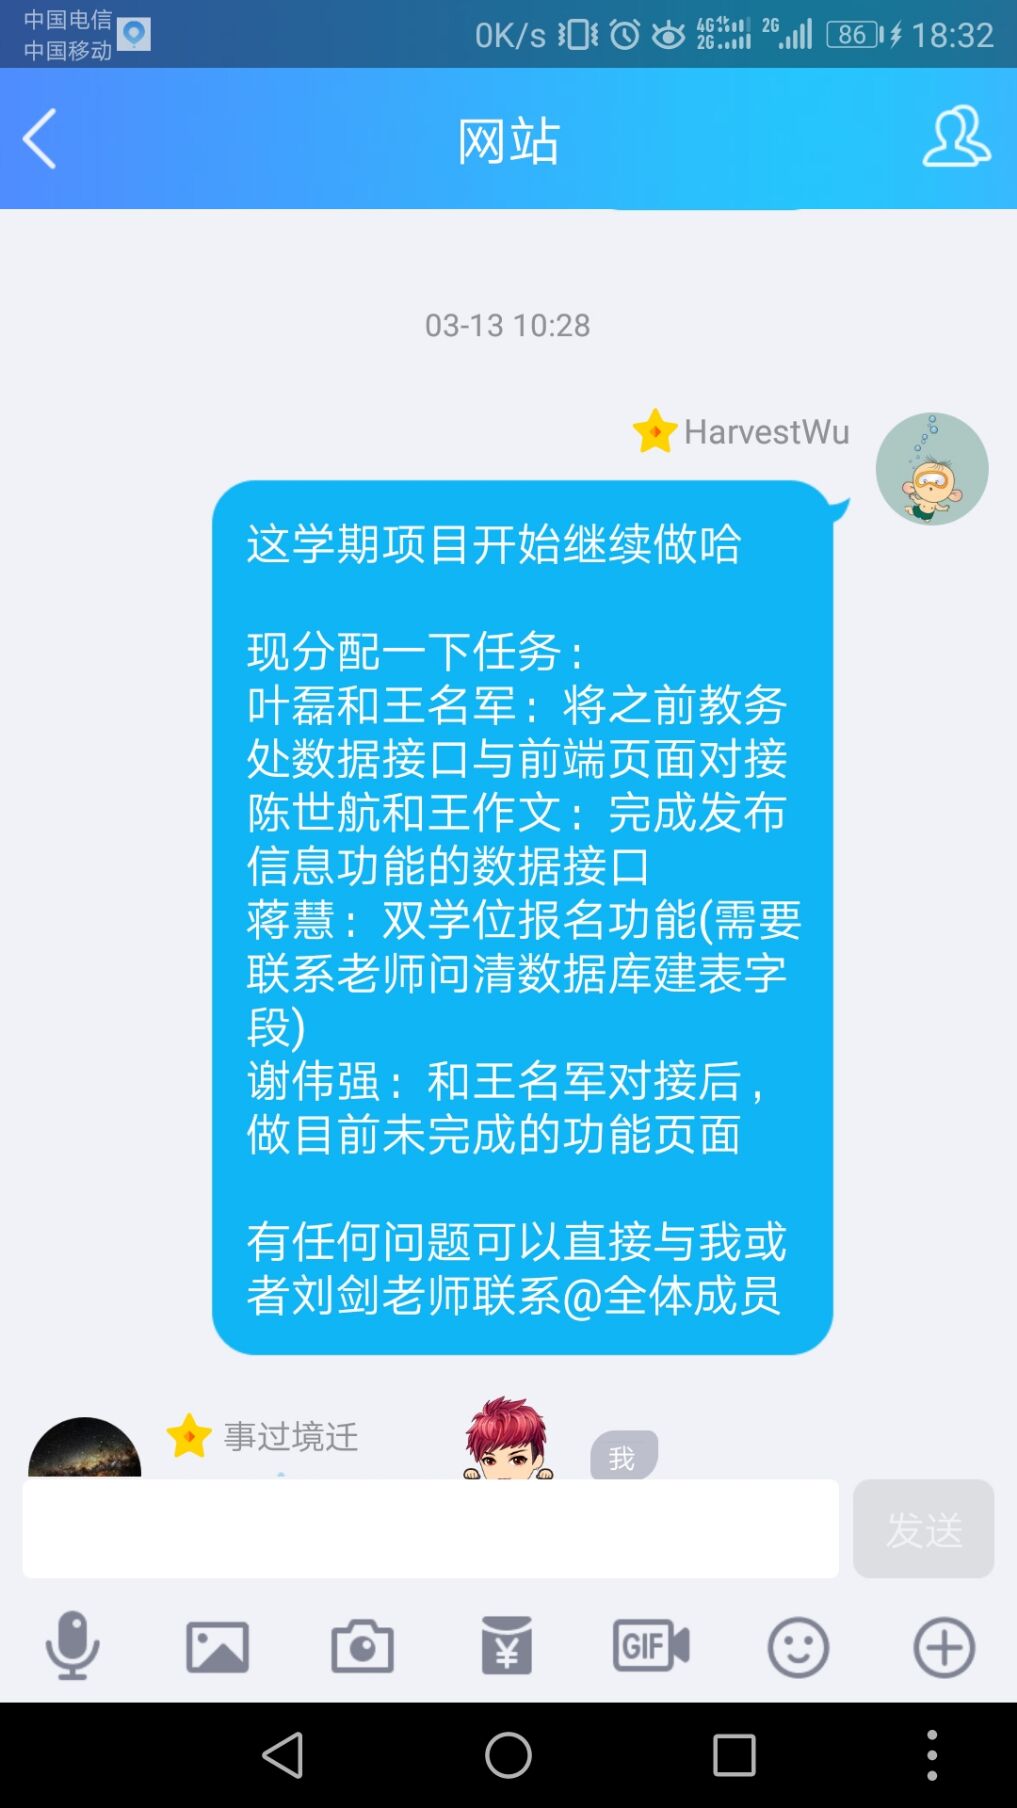 中国电信
中国移动
0K/s 4G 2G 2G 86 18:32
网站
03-13 10:28
HarvestWu
这学期项目开始继续做哈
现分配一下任务：
叶磊和王名军：将之前教务
处数据接口与前端页面对接
陈世航和王作文：完成发布
信息功能的数据接口
蒋慧：双学位报名功能(需要
联系老师问清数据库建表字
段)
谢伟强：和王名军对接后，
做目前未完成的功能页面
有任何问题可以直接与我或
者刘剑老师联系@全体成员
事过境迁
我
发送
¥
GIF